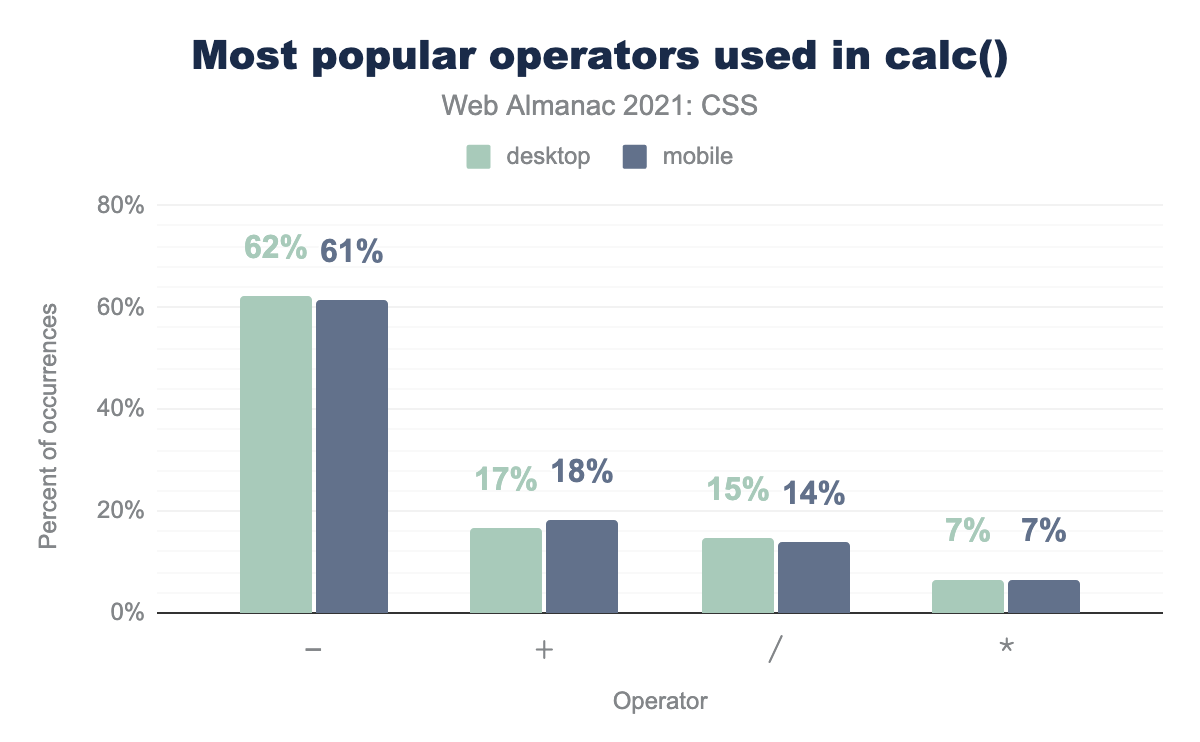 Most popular operators used in calc()
Web Almanac 2021: CSS
desktop mobile
80%
60%
40%
20%
0%
Percent of occurrences
62% 61%
17% 18%
15% 14%
7% 7%
− + / *
Operator